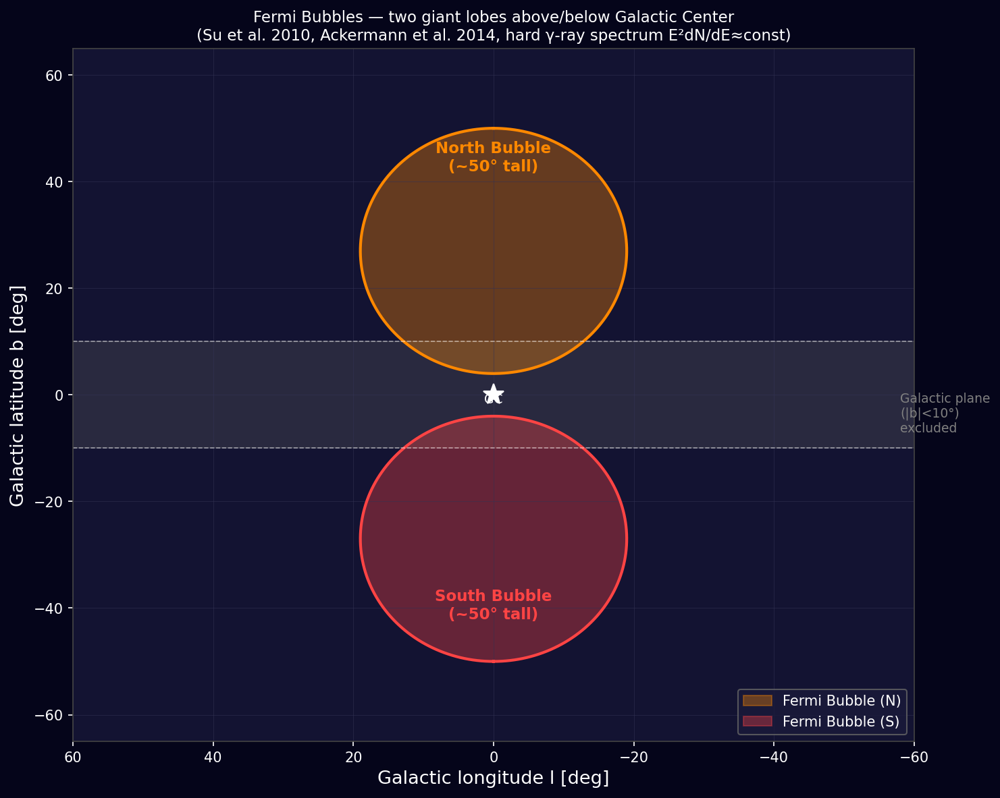 Fermi Bubbles — two giant lobes above/below Galactic Center
(Su et al. 2010, Ackermann et al. 2014, hard γ-ray spectrum E²dN/dE≈const)
Galactic latitude b [deg]
60
40
20
0
−20
−40
−60
North Bubble
(~50° tall)
Galactic plane
(|b|<10°)
excluded
South Bubble
(~50° tall)
Fermi Bubble (N)
Fermi Bubble (S)
60
40
20
0
−20
−40
−60
Galactic longitude l [deg]